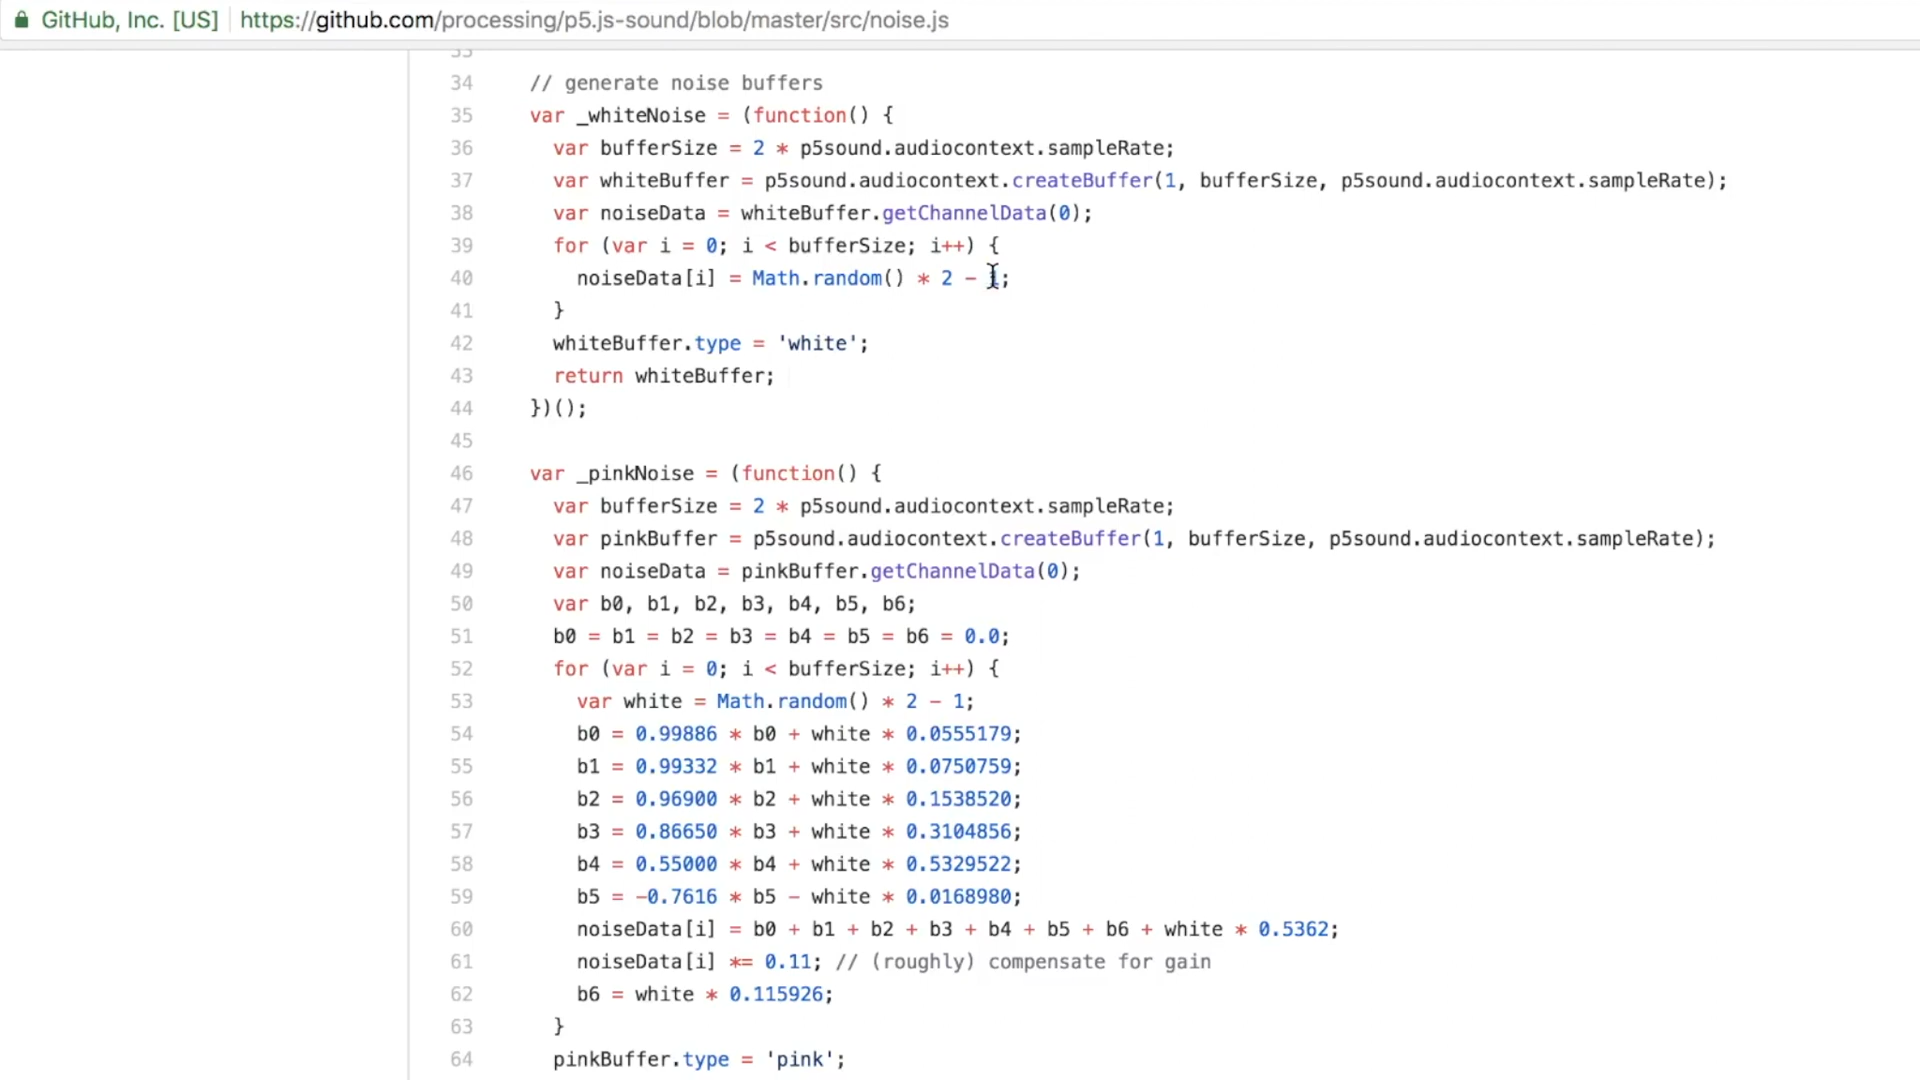 GitHub, Inc. [US] https://github.com/processing/p5.js-sound/blob/master/src/noise.js
34 // generate noise buffers
35 var _whiteNoise = (function() {
36 var bufferSize = 2 * p5sound.audiocontext.sampleRate;
37 var whiteBuffer = p5sound.audiocontext.createBuffer(1, bufferSize, p5sound.audiocontext.sampleRate);
38 var noiseData = whiteBuffer.getChannelData(0);
39 for (var i = 0; i < bufferSize; i++) {
40 noiseData[i] = Math.random() * 2 - 1;
41 }
42 whiteBuffer.type = 'white';
43 return whiteBuffer;
44 })();
45
46 var _pinkNoise = (function() {
47 var bufferSize = 2 * p5sound.audiocontext.sampleRate;
48 var pinkBuffer = p5sound.audiocontext.createBuffer(1, bufferSize, p5sound.audiocontext.sampleRate);
49 var noiseData = pinkBuffer.getChannelData(0);
50 var b0, b1, b2, b3, b4, b5, b6;
51 b0 = b1 = b2 = b3 = b4 = b5 = b6 = 0.0;
52 for (var i = 0; i < bufferSize; i++) {
53 var white = Math.random() * 2 - 1;
54 b0 = 0.99886 * b0 + white * 0.0555179;
55 b1 = 0.99332 * b1 + white * 0.0750759;
56 b2 = 0.96900 * b2 + white * 0.1538520;
57 b3 = 0.86650 * b3 + white * 0.3104856;
58 b4 = 0.55000 * b4 + white * 0.5329522;
59 b5 = -0.7616 * b5 - white * 0.0168980;
60 noiseData[i] = b0 + b1 + b2 + b3 + b4 + b5 + b6 + white * 0.5362;
61 noiseData[i] *= 0.11; // (roughly) compensate for gain
62 b6 = white * 0.115926;
63 }
64 pinkBuffer.type = 'pink';